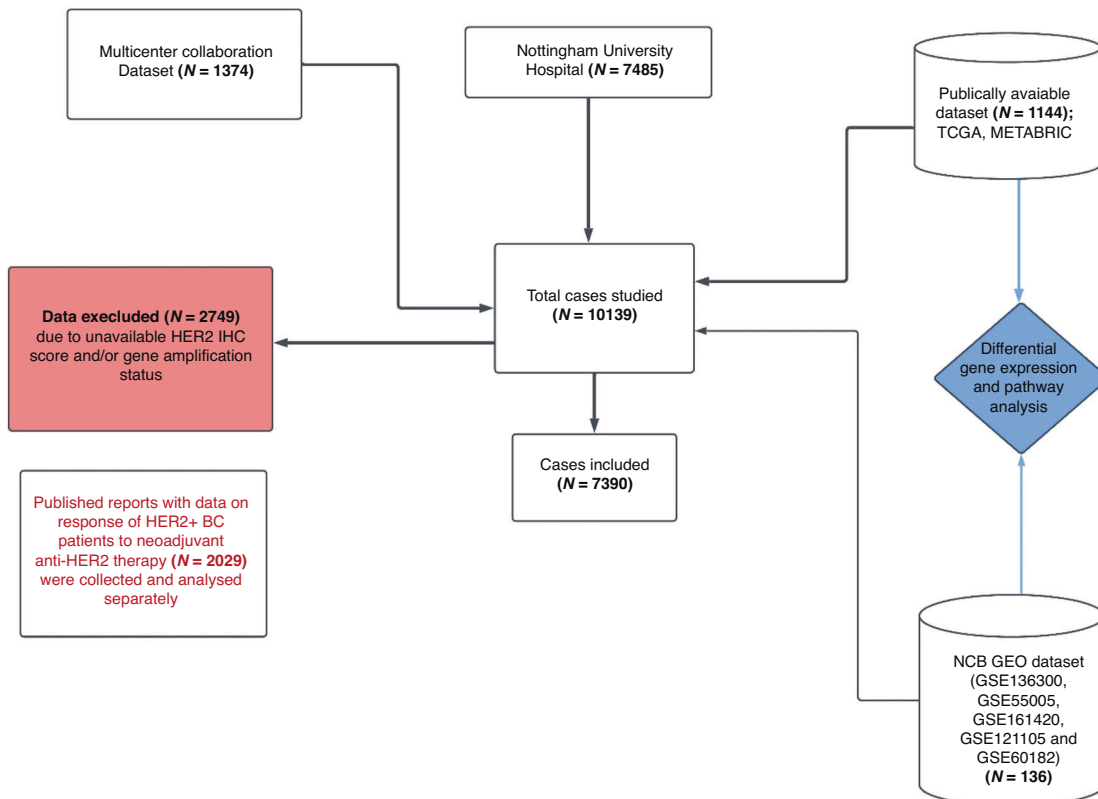 Multicenter collaboration
Dataset (N = 1374)
Nottingham University
Hospital (N = 7485)
Publically avaiable
dataset (N = 1144);
TCGA, METABRIC
Total cases studied
(N = 10139)
Data execluded (N = 2749)
due to unavailable HER2 IHC
score and/or gene amplification
status
Differential
gene expression
and pathway
analysis
Cases included
(N = 7390)
Published reports with data on
response of HER2+ BC
patients to neoadjuvant
anti-HER2 therapy (N = 2029)
were collected and analysed
separately
NCB GEO dataset
(GSE136300,
GSE55005,
GSE161420,
GSE121105 and
GSE60182)
(N = 136)